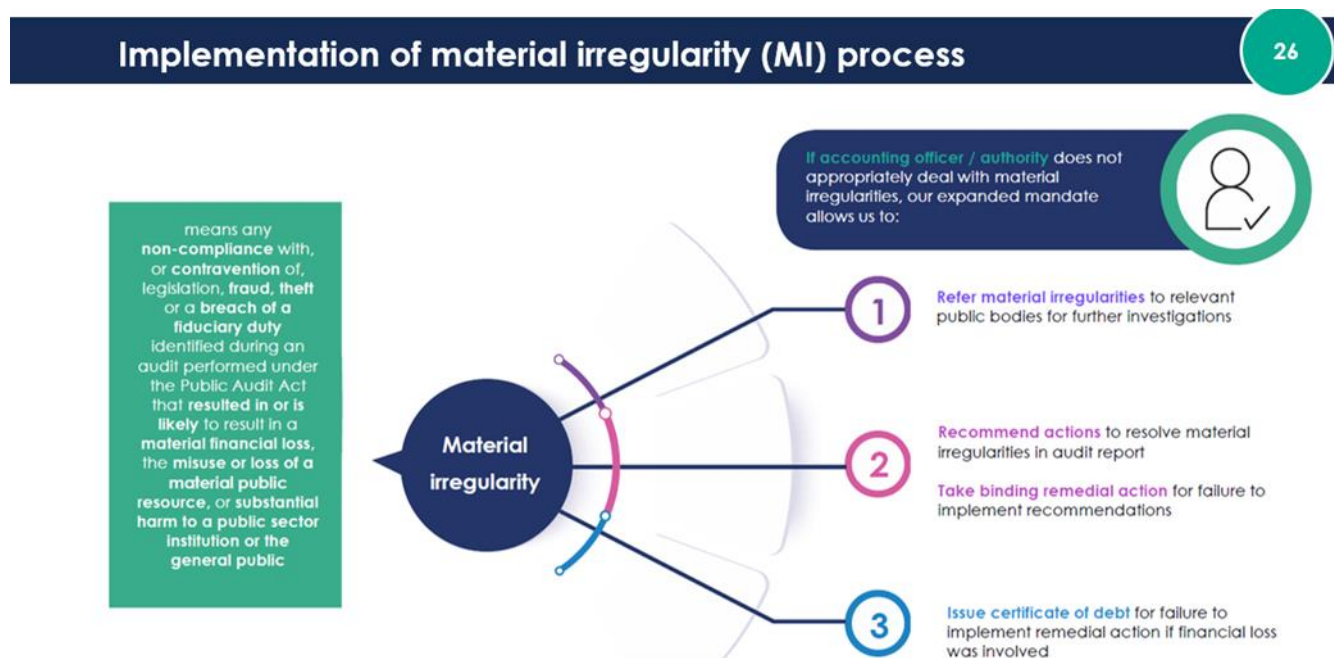 Implementation of material irregularity (MI) process
26
means any
non-compliance with,
or contravention of,
legislation, fraud, theft
or a breach of a
fiduciary duty
identified during an
audit performed under
the Public Audit Act
that resulted in or is
likely to result in a
material financial loss,
the misuse or loss of a
material public
resource, or substantial
harm to a public sector
institution or the
general public
Material
irregularity
If accounting officer / authority does not
appropriately deal with material
irregularities, our expanded mandate
allows us to:
1
Refer material irregularities to relevant
public bodies for further investigations
2
Recommend actions to resolve material
irregularities in audit report
Take binding remedial action for failure to
implement recommendations
3
Issue certificate of debt for failure to
implement remedial action if financial loss
was involved